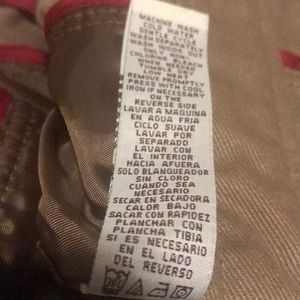 MACHINE WASH
COLD WATER
GENTLE CYCLE
WASH SEPARATELY
WASH INSIDE OUT
ONLY NON-
CHLORINE BLEACH
WHEN NEEDED
TUMBLE DRY
LOW HEAT
REMOVE PROMPTLY
PRESS WITH COOL
IRON IF NECESSARY
ON THE
REVERSE SIDE
LAVAR A MAQUINA
EN AGUA FRIA
CICLO SUAVE
LAVAR POR
SEPARADO
LAVAR CON
EL INTERIOR
HACIA AFUERA
SOLO BLANQUEADOR
SIN CLORO
CUANDO SEA
NECESARIO
SECAR EN SECADORA
CALOR BAJO
SACAR CON RAPIDEZ
PLANCHAR CON
PLANCHA TIBIA
SI ES NECESARIO
EN EL LADO
DEL REVERSO